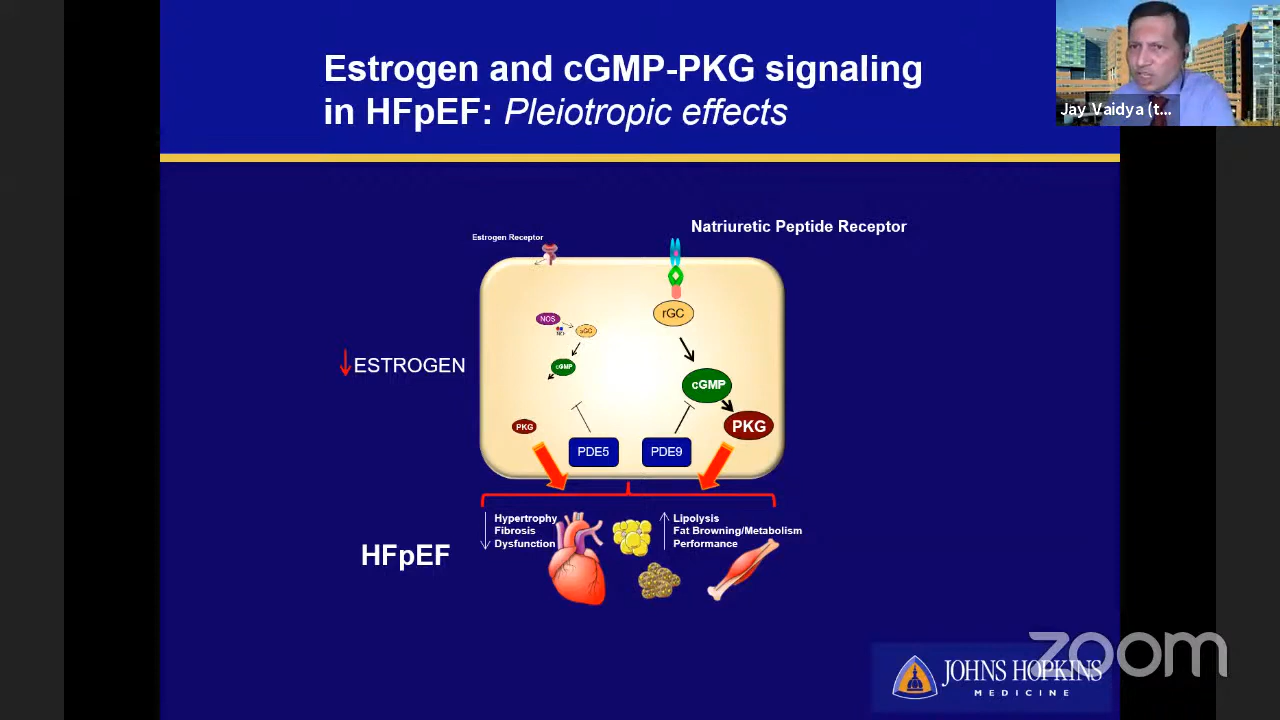 Estrogen and cGMP-PKG signaling
in HFpEF: Pleiotropic effects
Jay Vaidya (t...
Natriuretic Peptide Receptor
Estrogen Receptor
NOS
NO
sGC
rGC
cGMP
cGMP
↓ESTROGEN
PKG
PKG
PDE5
PDE9
Hypertrophy
Fibrosis
Dysfunction
Lipolysis
Fat Browning/Metabolism
Performance
HFpEF
zoom
JOHNS HOPKINS
MEDICINE